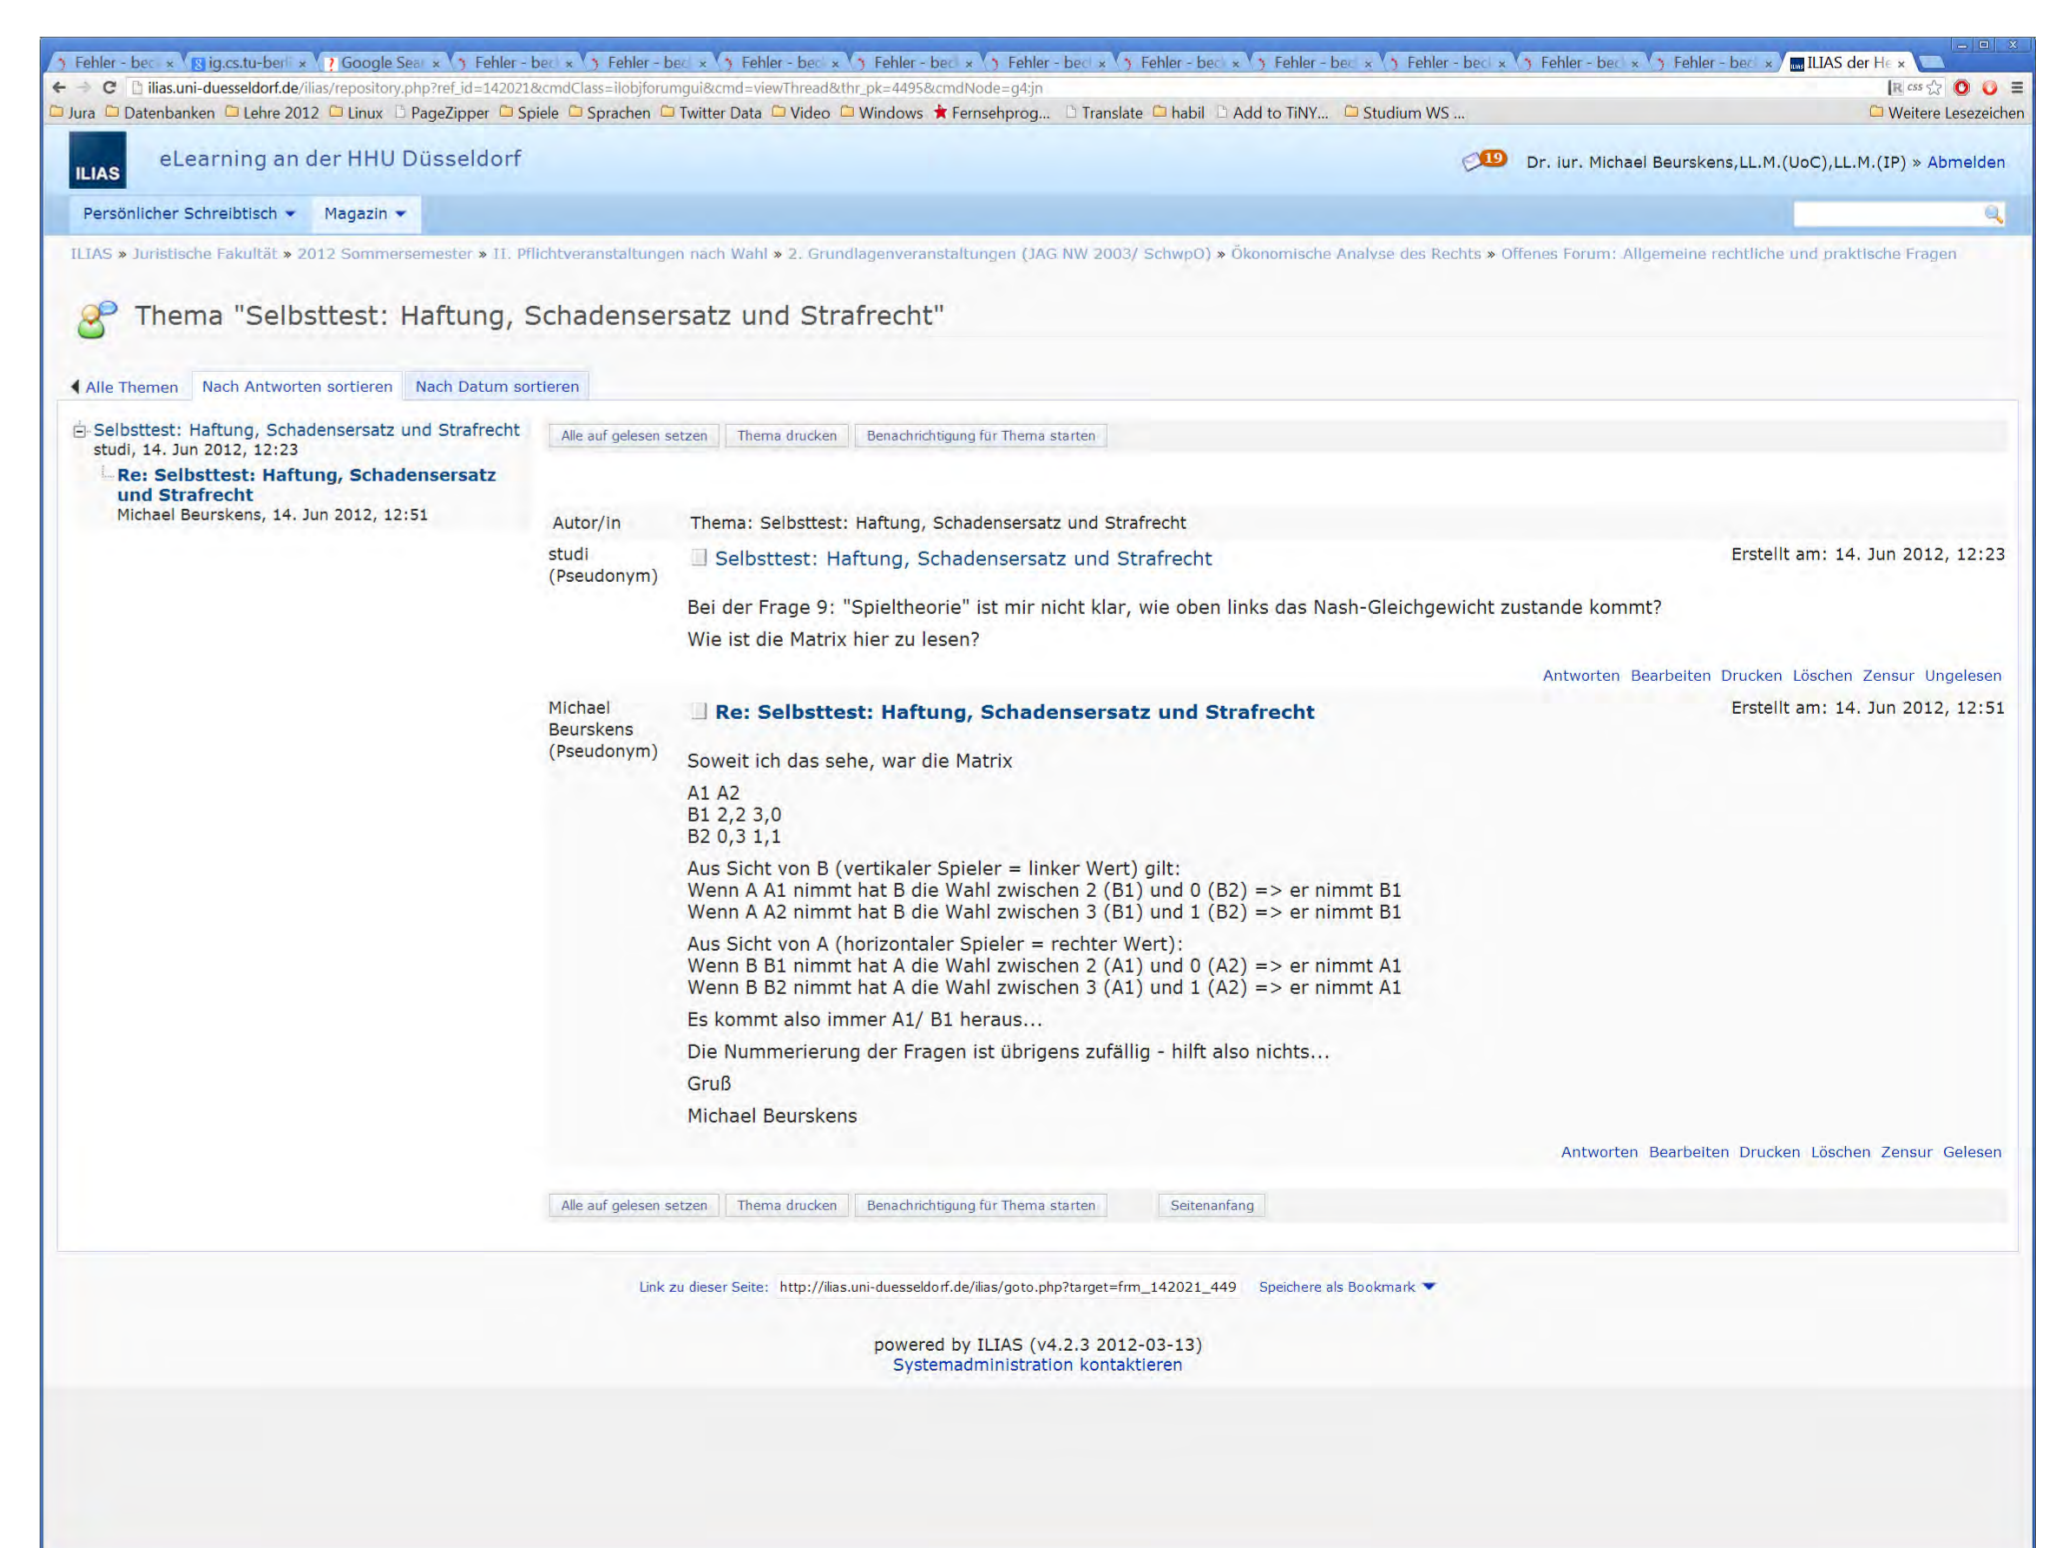 Fehler - bec
ig.cs.tu-berl
Google Sear
Fehler - bec
Fehler - bec
Fehler - bec
Fehler - bec
Fehler - bec
Fehler - bec
Fehler - bec
Fehler - bec
Fehler - bec
Fehler - bec
ILIAS der He
ilias.uni-duesseldorf.de/ilias/repository.php?ref_id=142021&cmdClass=ilobjforumgui&cmd=viewThread&thr_pk=4495&cmdNode=g4:jn
Jura Datenbanken Lehre 2012 Linux PageZipper Spiele Sprachen Twitter Data Video Windows Fernsehprog... Translate habil Add to TiNY... Studium WS ... Weitere Lesezeichen
ILIAS eLearning an der HHU Düsseldorf 19 Dr. iur. Michael Beurskens,LL.M.(UoC),LL.M.(IP) » Abmelden
Persönlicher Schreibtisch Magazin
ILIAS » Juristische Fakultät » 2012 Sommersemester » II. Pflichtveranstaltungen nach Wahl » 2. Grundlagenveranstaltungen (JAG NW 2003/ SchwpO) » Ökonomische Analyse des Rechts » Offenes Forum: Allgemeine rechtliche und praktische Fragen
Thema "Selbsttest: Haftung, Schadensersatz und Strafrecht"
Alle Themen Nach Antworten sortieren Nach Datum sortieren
Selbsttest: Haftung, Schadensersatz und Strafrecht
studi, 14. Jun 2012, 12:23
Re: Selbsttest: Haftung, Schadensersatz
und Strafrecht
Michael Beurskens, 14. Jun 2012, 12:51
Alle auf gelesen setzen Thema drucken Benachrichtigung für Thema starten
Autor/in Thema: Selbsttest: Haftung, Schadensersatz und Strafrecht
studi
(Pseudonym)
Selbsttest: Haftung, Schadensersatz und Strafrecht Erstellt am: 14. Jun 2012, 12:23
Bei der Frage 9: "Spieltheorie" ist mir nicht klar, wie oben links das Nash-Gleichgewicht zustande kommt?
Wie ist die Matrix hier zu lesen?
Antworten Bearbeiten Drucken Löschen Zensur Ungelesen
Michael
Beurskens
(Pseudonym)
Re: Selbsttest: Haftung, Schadensersatz und Strafrecht Erstellt am: 14. Jun 2012, 12:51
Soweit ich das sehe, war die Matrix
A1 A2
B1 2,2 3,0
B2 0,3 1,1
Aus Sicht von B (vertikaler Spieler = linker Wert) gilt:
Wenn A A1 nimmt hat B die Wahl zwischen 2 (B1) und 0 (B2) => er nimmt B1
Wenn A A2 nimmt hat B die Wahl zwischen 3 (B1) und 1 (B2) => er nimmt B1
Aus Sicht von A (horizontaler Spieler = rechter Wert):
Wenn B B1 nimmt hat A die Wahl zwischen 2 (A1) und 0 (A2) => er nimmt A1
Wenn B B2 nimmt hat A die Wahl zwischen 3 (A1) und 1 (A2) => er nimmt A1
Es kommt also immer A1/ B1 heraus...
Die Nummerierung der Fragen ist übrigens zufällig - hilft also nichts...
Gruß
Michael Beurskens
Antworten Bearbeiten Drucken Löschen Zensur Gelesen
Alle auf gelesen setzen Thema drucken Benachrichtigung für Thema starten Seitenanfang
Link zu dieser Seite: http://ilias.uni-duesseldorf.de/ilias/goto.php?target=frm_142021_449 Speichere als Bookmark
powered by ILIAS (v4.2.3 2012-03-13)
Systemadministration kontaktieren